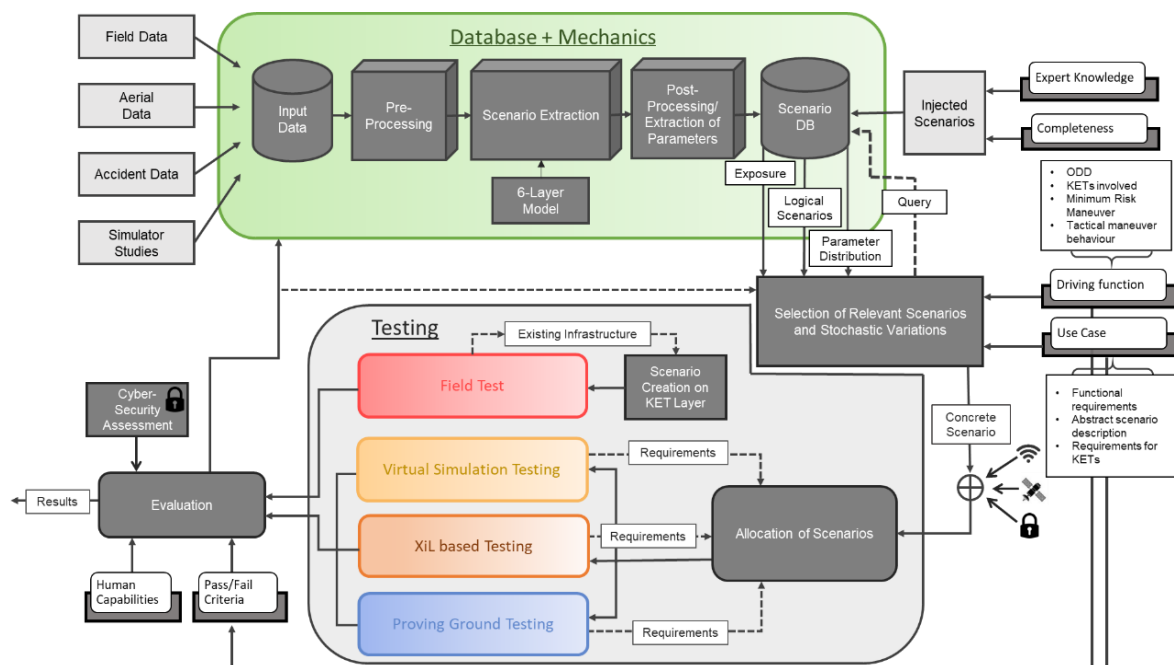 Field Data
Aerial
Data
Accident Data
Simulator
Studies
Database + Mechanics
Input
Data
Pre-
Processing
Scenario Extraction
Post-
Processing/
Extraction of
Parameters
Scenario
DB
6-Layer
Model
Injected
Scenarios
Expert Knowledge
Completeness
Exposure
Logical
Scenarios
Parameter
Distribution
Query
• ODD
• KETs involved
• Minimum Risk
Maneuver
• Tactical maneuver
behaviour
Selection of Relevant Scenarios
and Stochastic Variations
Driving function
Use Case
• Functional
requirements
• Abstract scenario
description
• Requirements for
KETs
Concrete
Scenario
Testing
Existing Infrastructure
Field Test
Scenario
Creation on
KET Layer
Virtual Simulation Testing
Requirements
XiL based Testing
Requirements
Allocation of Scenarios
Proving Ground Testing
Requirements
Cyber-
Security
Assessment
Results
Evaluation
Human
Capabilities
Pass/Fail
Criteria